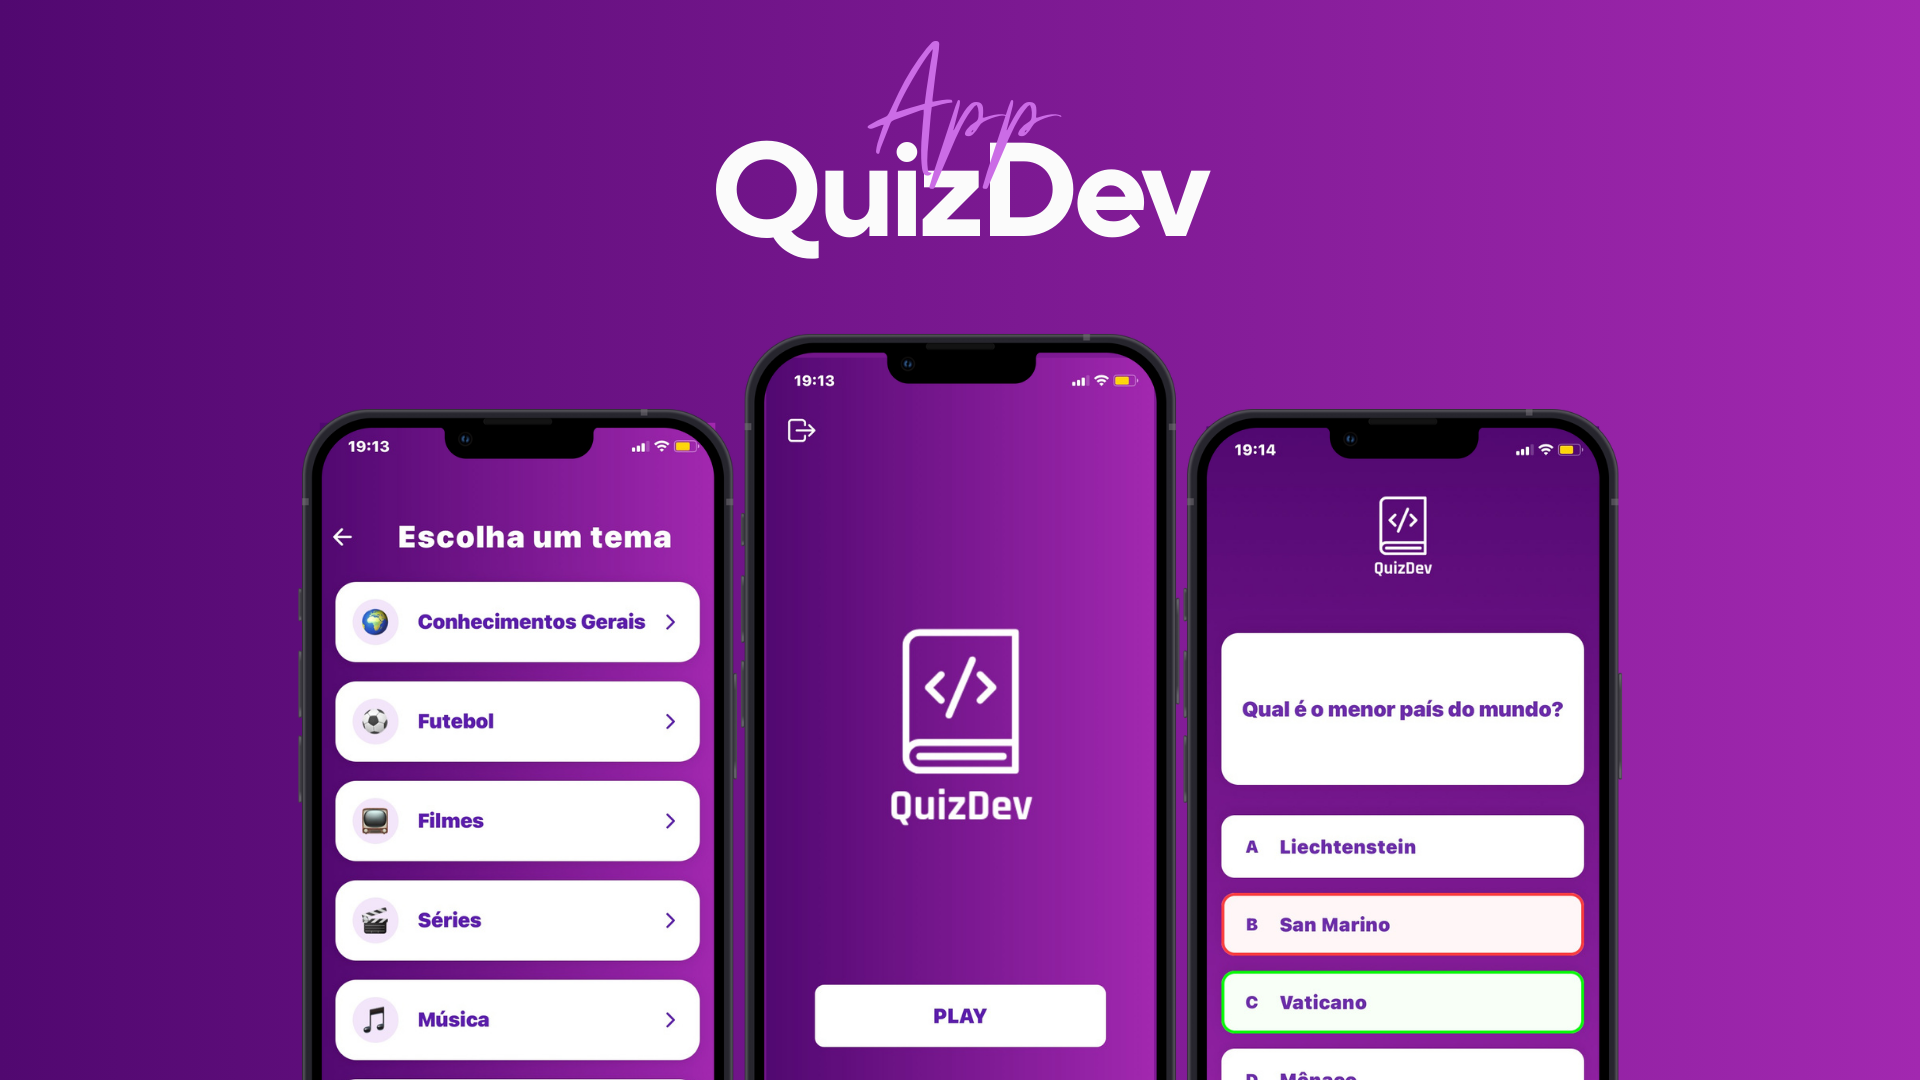 App
QuizDev
19:13
Escolha um tema
Conhecimentos Gerais
Futebol
Filmes
Séries
Música
19:13
</>
QuizDev
PLAY
19:14
</>
QuizDev
Qual é o menor país do mundo?
A Liechtenstein
B San Marino
C Vaticano
D Mônaco